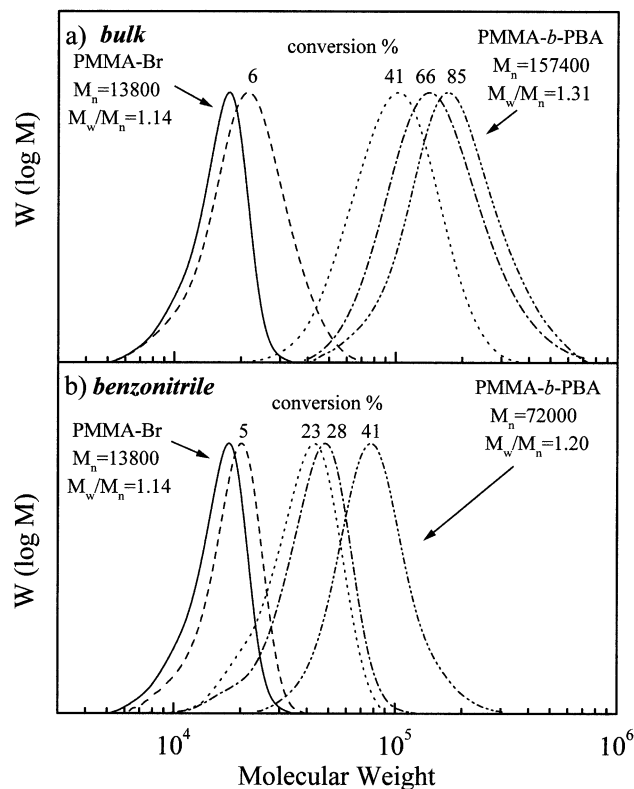 a) bulk
conversion %
PMMA-Br
Mn=13800
Mw/Mn=1.14
6
41 66 85
PMMA-b-PBA
Mn=157400
Mw/Mn=1.31
W (log M)
b) benzonitrile
conversion %
PMMA-Br
Mn=13800
Mw/Mn=1.14
5
23 28 41
PMMA-b-PBA
Mn=72000
Mw/Mn=1.20
W (log M)
10^4 10^5 10^6
Molecular Weight